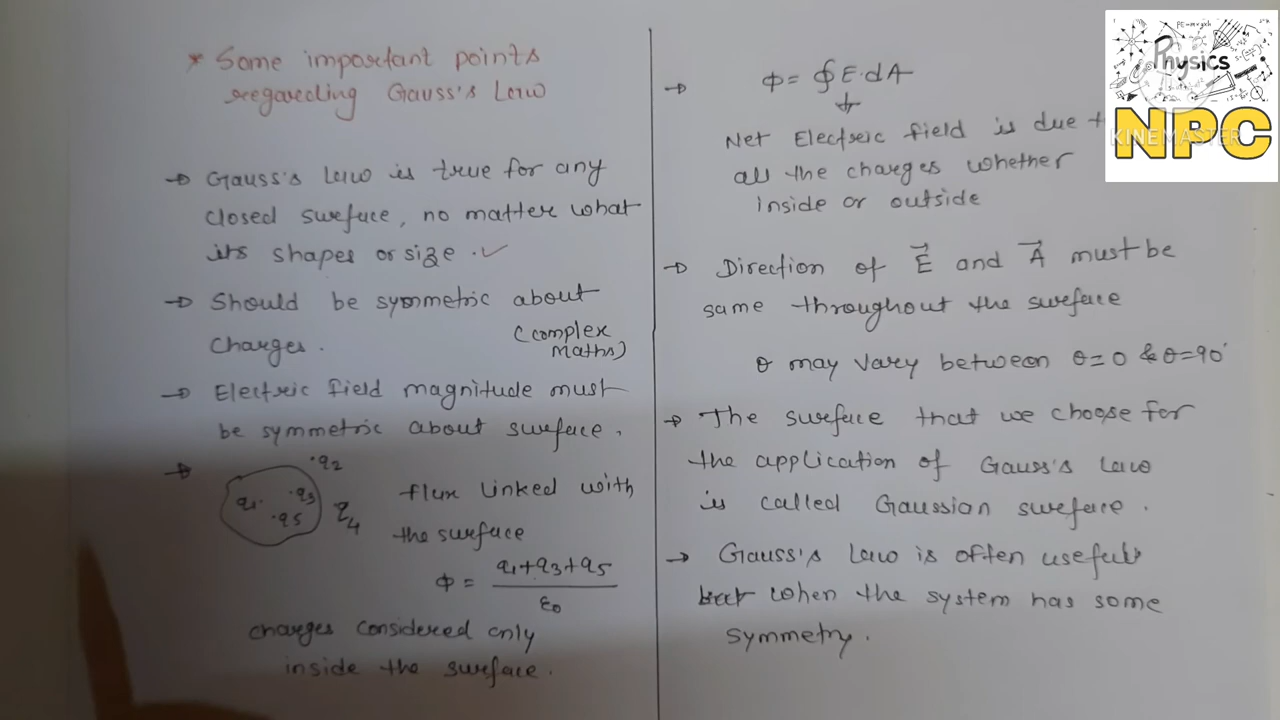 * Some important points
regarding Gauss's Law
→ Gauss's Law is true for any
closed surface, no matter what
its shapes or size . ✓
→ Should be symmetric about
charges.
(complex
maths)
→ Electric field magnitude must
be symmetric about surface.
→
.q2
q1. .q3
.q5
q4
flux linked with
the surface
Φ = q1+q3+q5
ε0
charges considered only
inside the surface.
→ Φ = ∮E.dA
Net Electric field is due
all the charges whether
inside or outside
→ Direction of E⃗ and A⃗ must be
same throughout the surface
θ may vary between θ=0 & θ=90°
→ The surface that we choose for
the application of Gauss's Law
is called Gaussian surface.
→ Gauss's Law is often useful
when the system has some
symmetry.
Physics
NPC
KINEMASTER